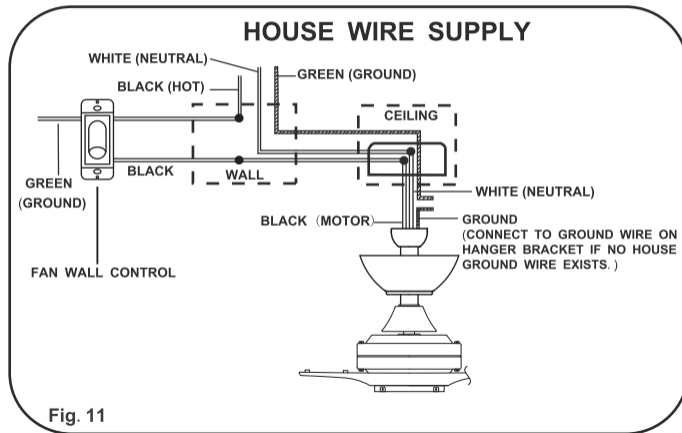 HOUSE WIRE SUPPLY
WHITE (NEUTRAL)
GREEN (GROUND)
BLACK (HOT)
CEILING
BLACK
WALL
GREEN
(GROUND)
WHITE (NEUTRAL)
BLACK (MOTOR)
GROUND
(CONNECT TO GROUND WIRE ON
HANGER BRACKET IF NO HOUSE
GROUND WIRE EXISTS.)
FAN WALL CONTROL
Fig. 11